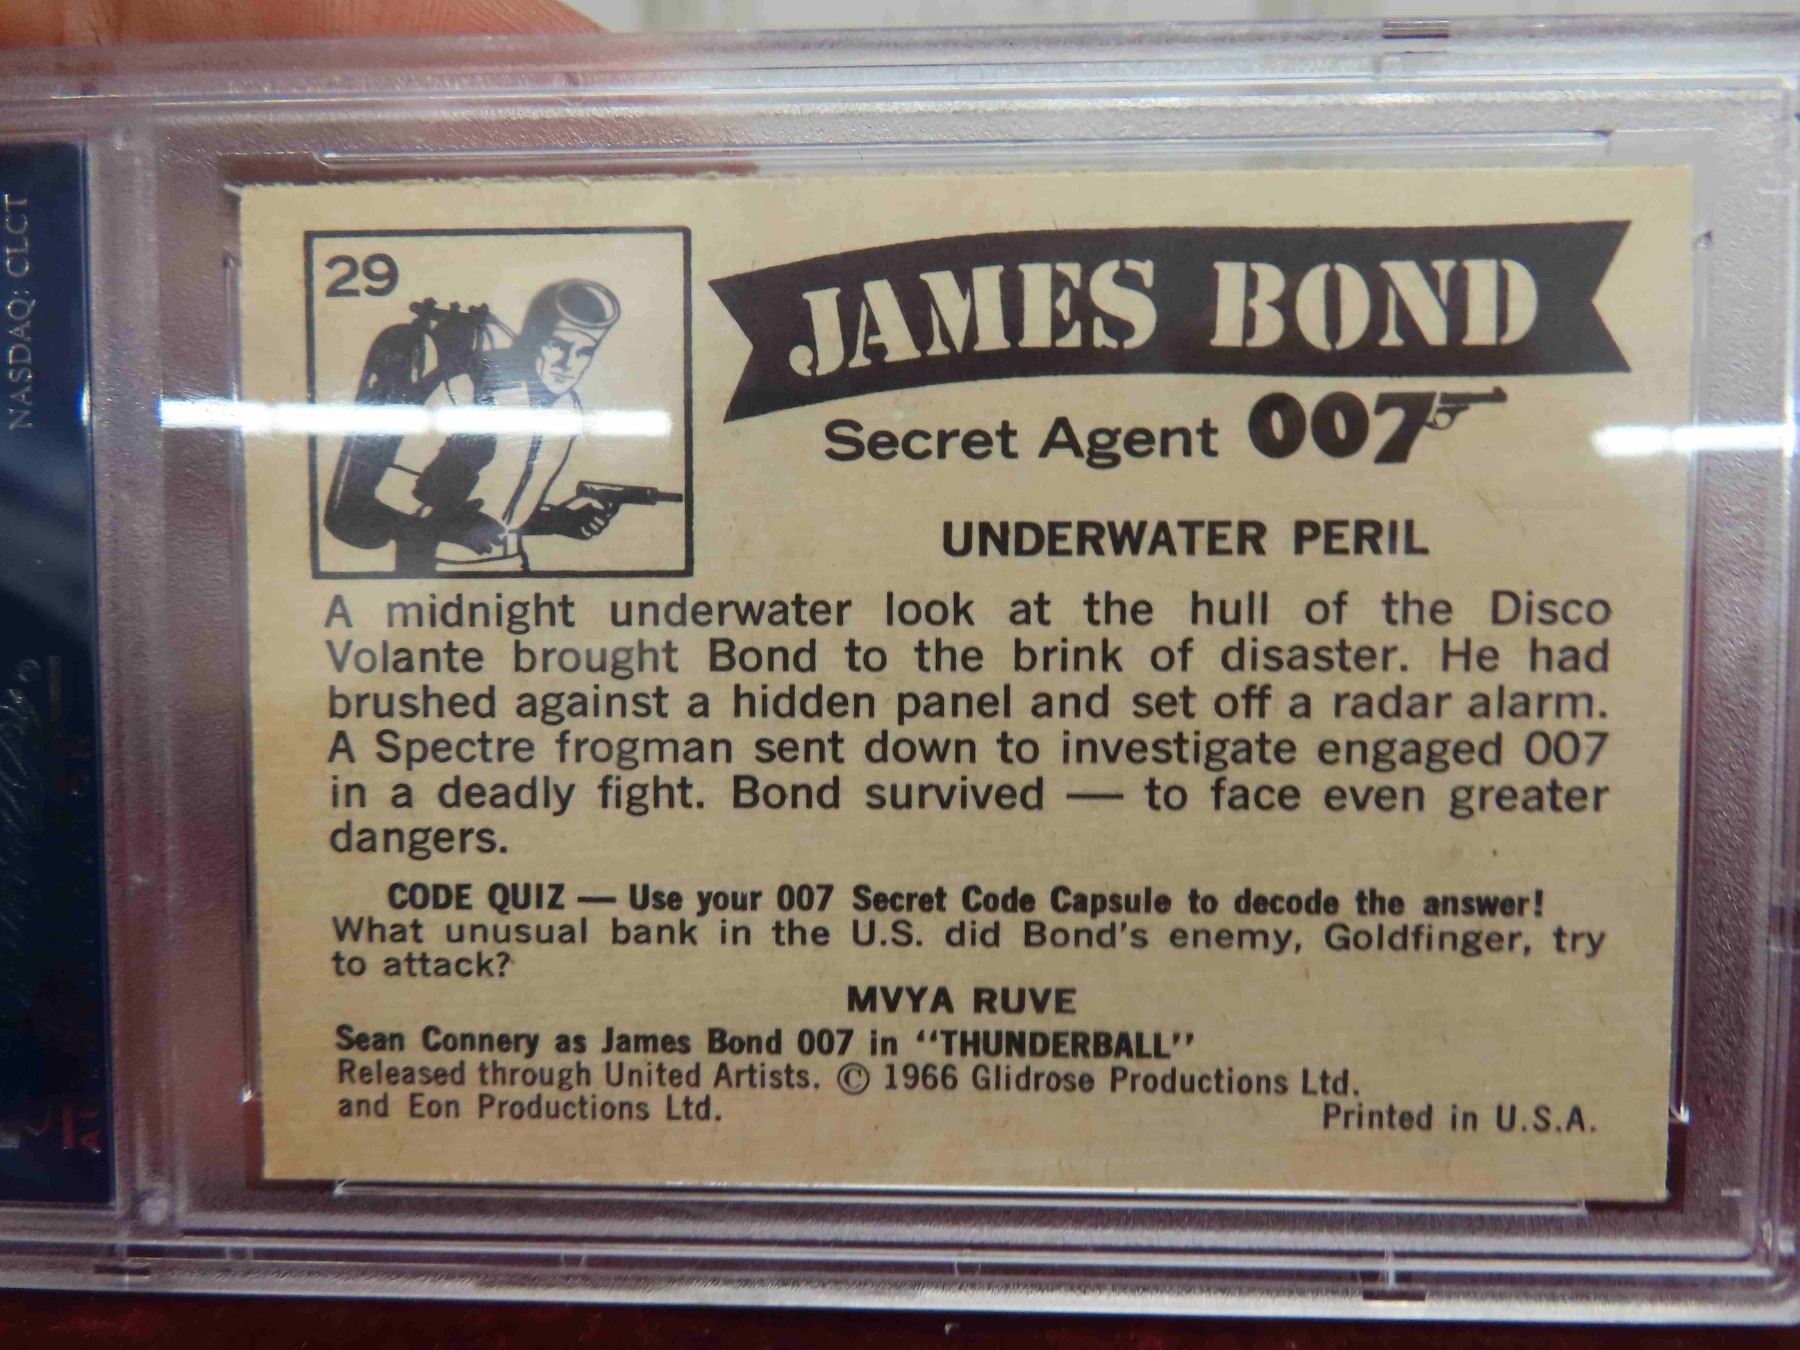 NASDAQ: CLCT
29
JAMES BOND
Secret Agent 007
UNDERWATER PERIL
A midnight underwater look at the hull of the Disco
Volante brought Bond to the brink of disaster. He had
brushed against a hidden panel and set off a radar alarm.
A Spectre frogman sent down to investigate engaged 007
in a deadly fight. Bond survived — to face even greater
dangers.
CODE QUIZ — Use your 007 Secret Code Capsule to decode the answer!
What unusual bank in the U.S. did Bond's enemy, Goldfinger, try
to attack?
MVYA RUVE
Sean Connery as James Bond 007 in "THUNDERBALL"
Released through United Artists. © 1966 Glidrose Productions Ltd.
and Eon Productions Ltd.
Printed in U.S.A.